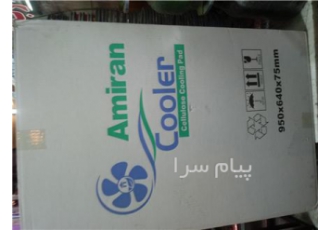 Amiran
Cooler
Cellulose Cooling Pad
950x640x75mm
پیام سرا